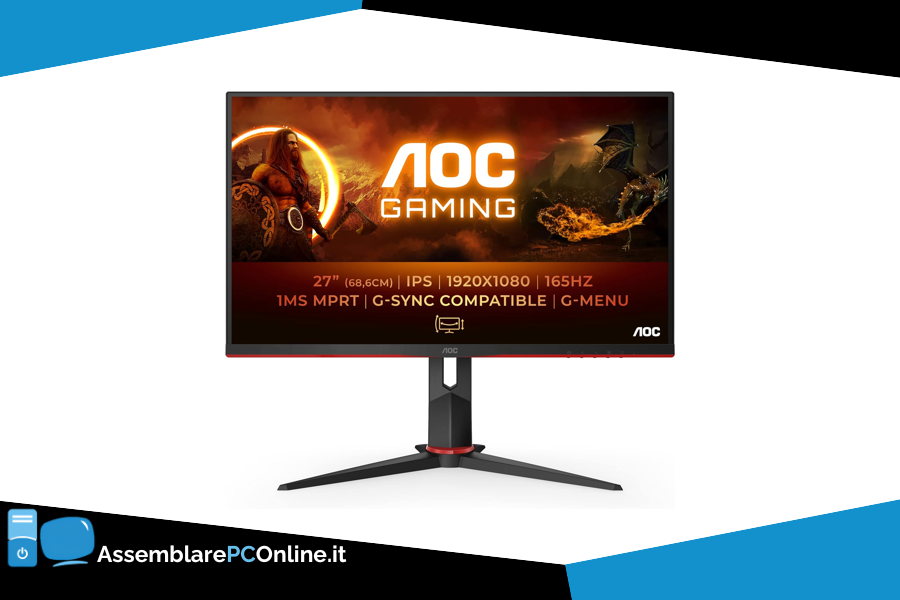 AOC
GAMING
27” (68,6CM) | IPS | 1920X1080 | 165HZ
1MS MPRT | G-SYNC COMPATIBLE | G-MENU
AOC
AOC
AssemblarePCOnline.it